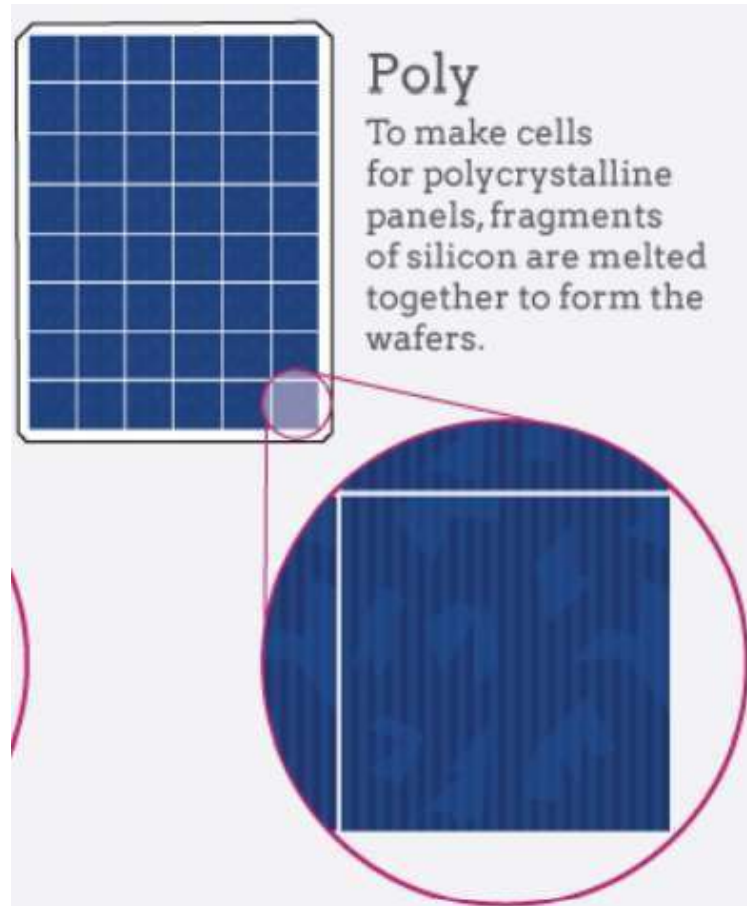 Poly
To make cells
for polycrystalline
panels, fragments
of silicon are melted
together to form the
wafers.